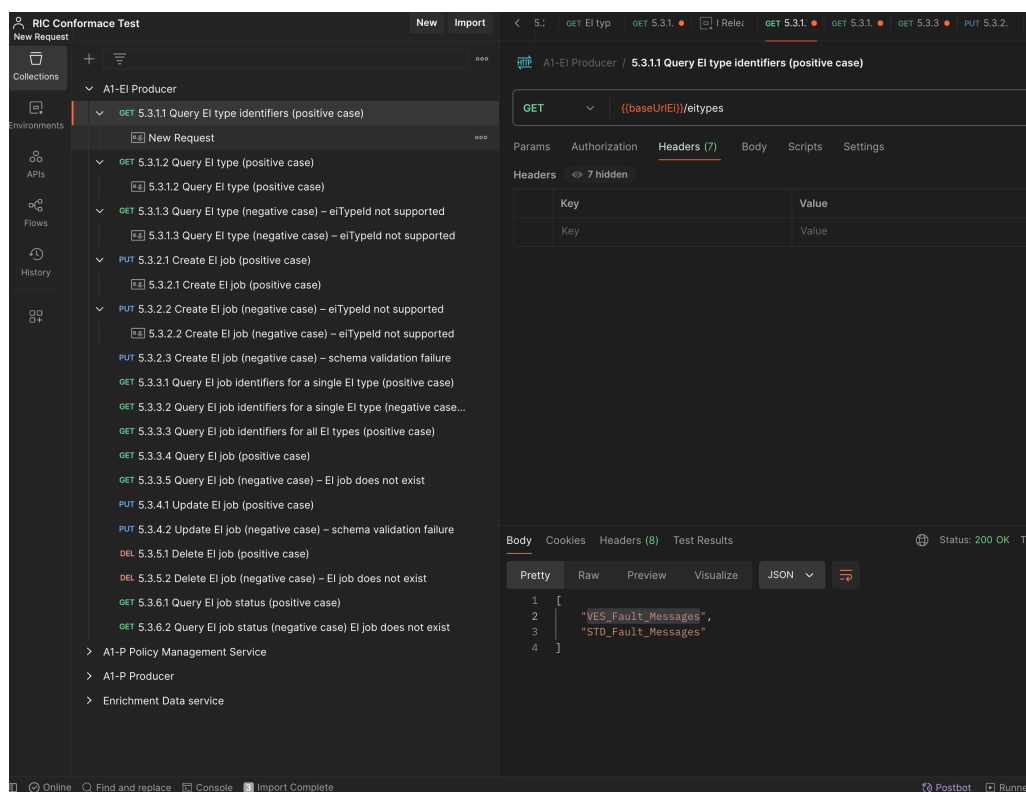 RIC Conformace Test
New Import
New Request
Collections
Environments
APIs
Flows
History
A1-EI Producer
GET 5.3.1.1 Query EI type identifiers (positive case)
e.g. New Request
GET 5.3.1.2 Query EI type (positive case)
e.g. 5.3.1.2 Query EI type (positive case)
GET 5.3.1.3 Query EI type (negative case) – eiTypeId not supported
e.g. 5.3.1.3 Query EI type (negative case) – eiTypeId not supported
PUT 5.3.2.1 Create EI job (positive case)
e.g. 5.3.2.1 Create EI job (positive case)
PUT 5.3.2.2 Create EI job (negative case) – eiTypeId not supported
e.g. 5.3.2.2 Create EI job (negative case) – eiTypeId not supported
PUT 5.3.2.3 Create EI job (negative case) – schema validation failure
GET 5.3.3.1 Query EI job identifiers for a single EI type (positive case)
GET 5.3.3.2 Query EI job identifiers for a single EI type (negative case...
GET 5.3.3.3 Query EI job identifiers for all EI types (positive case)
GET 5.3.3.4 Query EI job (positive case)
GET 5.3.3.5 Query EI job (negative case) – EI job does not exist
PUT 5.3.4.1 Update EI job (positive case)
PUT 5.3.4.2 Update EI job (negative case) – schema validation failure
DEL 5.3.5.1 Delete EI job (positive case)
DEL 5.3.5.2 Delete EI job (negative case) – EI job does not exist
GET 5.3.6.1 Query EI job status (positive case)
GET 5.3.6.2 Query EI job status (negative case) EI job does not exist
A1-P Policy Management Service
A1-P Producer
Enrichment Data service
GET EI typ GET 5.3.1. I Relea GET 5.3.1. GET 5.3.1. GET 5.3.3 PUT 5.3.2.
HTTP A1-EI Producer / 5.3.1.1 Query EI type identifiers (positive case)
GET {{baseUrlEi}}/eitypes
Params Authorization Headers (7) Body Scripts Settings
Headers 7 hidden
Key Value
Key Value
Body Cookies Headers (8) Test Results Status: 200 OK
Pretty Raw Preview Visualize JSON
1 [
2 "VES_Fault_Messages",
3 "STD_Fault_Messages"
4 ]
Online Find and replace Console 3 Import Complete Postbot Runne